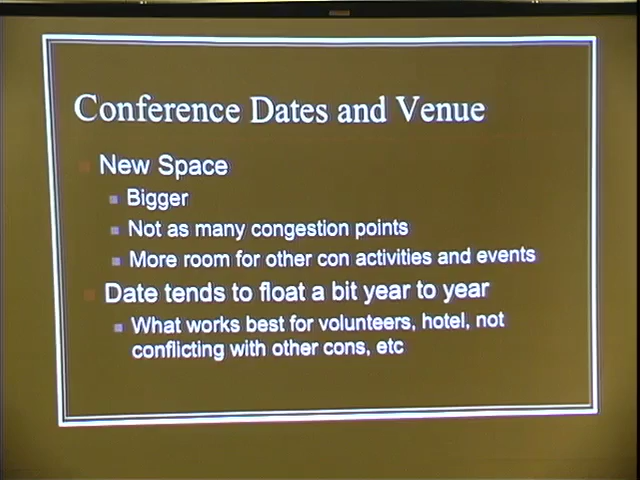 Conference Dates and Venue
New Space
Bigger
Not as many congestion points
More room for other con activities and events
Date tends to float a bit year to year
What works best for volunteers, hotel, not
conflicting with other cons, etc